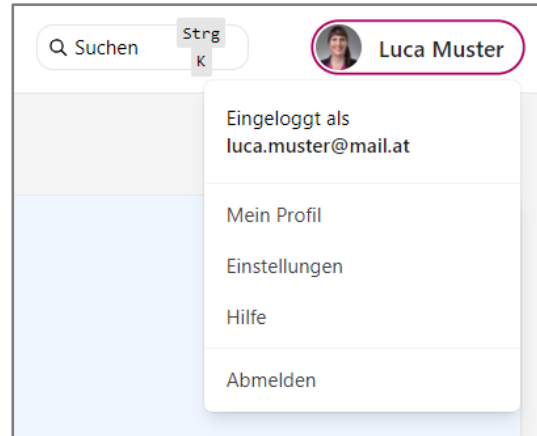 Suchen
Strg
K
Luca Muster
Eingeloggt als
luca.muster@mail.at
Mein Profil
Einstellungen
Hilfe
Abmelden